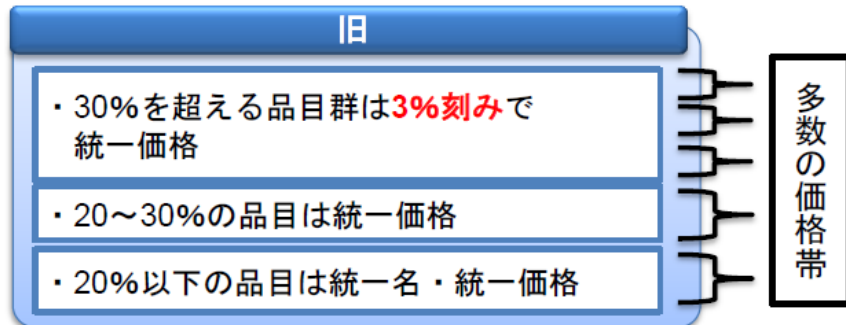 旧
・30%を超える品目群は3%刻みで
統一価格
・20～30%の品目は統一価格
・20%以下の品目は統一名・統一価格
多数の価格帯